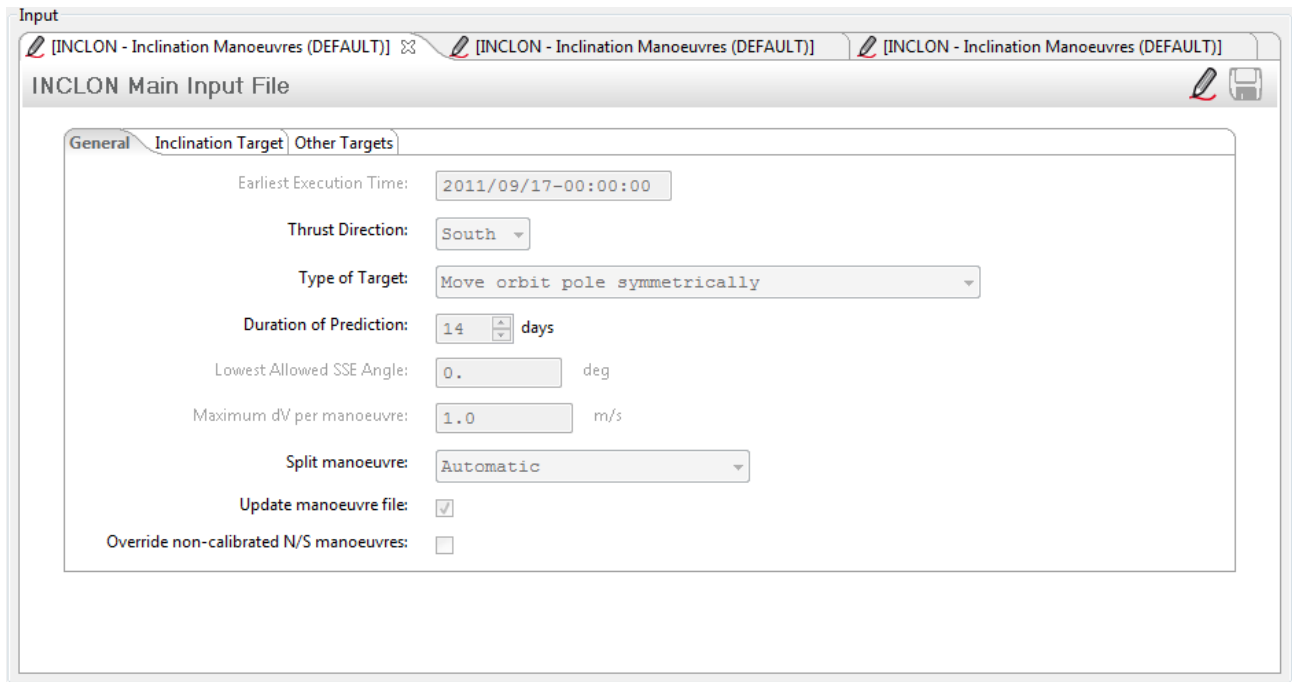 Input
[INCLON - Inclination Manoeuvres (DEFAULT)] [INCLON - Inclination Manoeuvres (DEFAULT)] [INCLON - Inclination Manoeuvres (DEFAULT)]
INCLON Main Input File
General Inclination Target Other Targets
Earliest Execution Time: 2011/09/17-00:00:00
Thrust Direction: South
Type of Target: Move orbit pole symmetrically
Duration of Prediction: 14 days
Lowest Allowed SSE Angle: 0. deg
Maximum dV per manoeuvre: 1.0 m/s
Split manoeuvre: Automatic
Update manoeuvre file:
Override non-calibrated N/S manoeuvres: